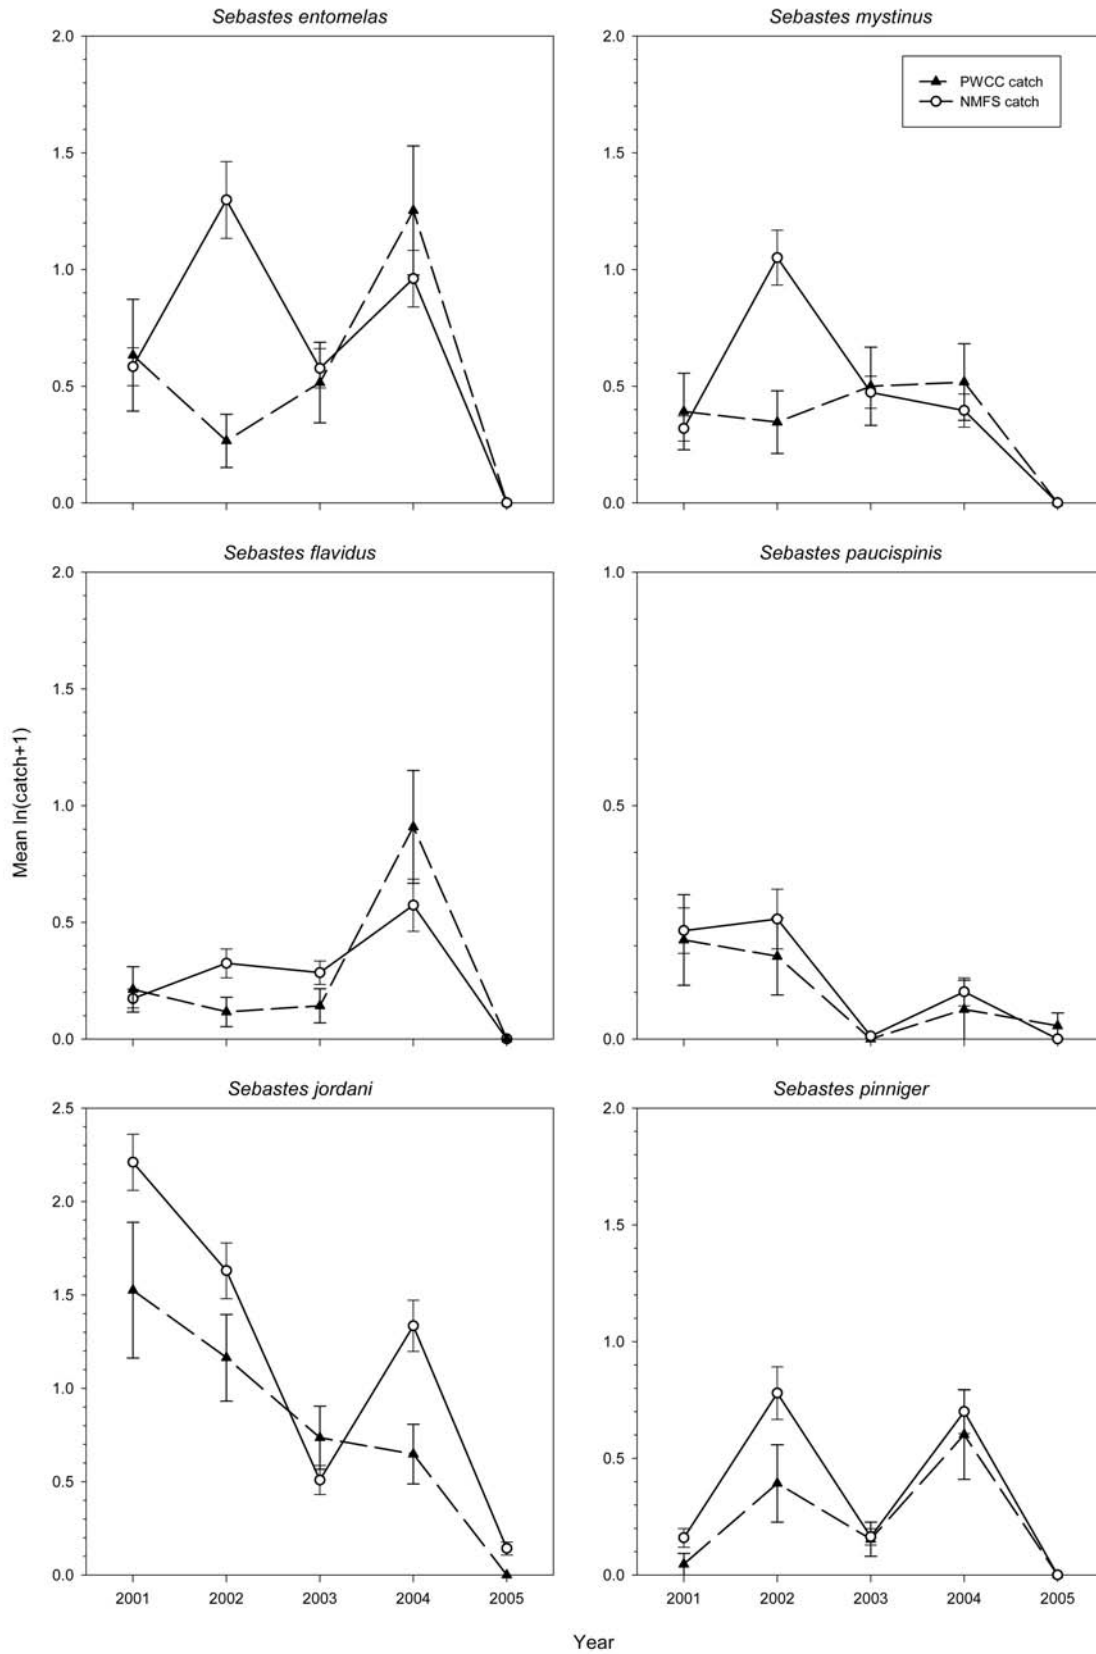 Sebastes entomelas
Sebastes mystinus
2.0
1.5
1.0
0.5
0.0
2.0
1.5
1.0
0.5
0.0
PWCC catch
NMFS catch
Sebastes flavidus
Sebastes paucispinis
2.0
1.5
1.0
0.5
0.0
1.0
0.5
0.0
Mean ln(catch+1)
Sebastes jordani
Sebastes pinniger
2.5
2.0
1.5
1.0
0.5
0.0
2.0
1.5
1.0
0.5
0.0
2001 2002 2003 2004 2005
2001 2002 2003 2004 2005
Year